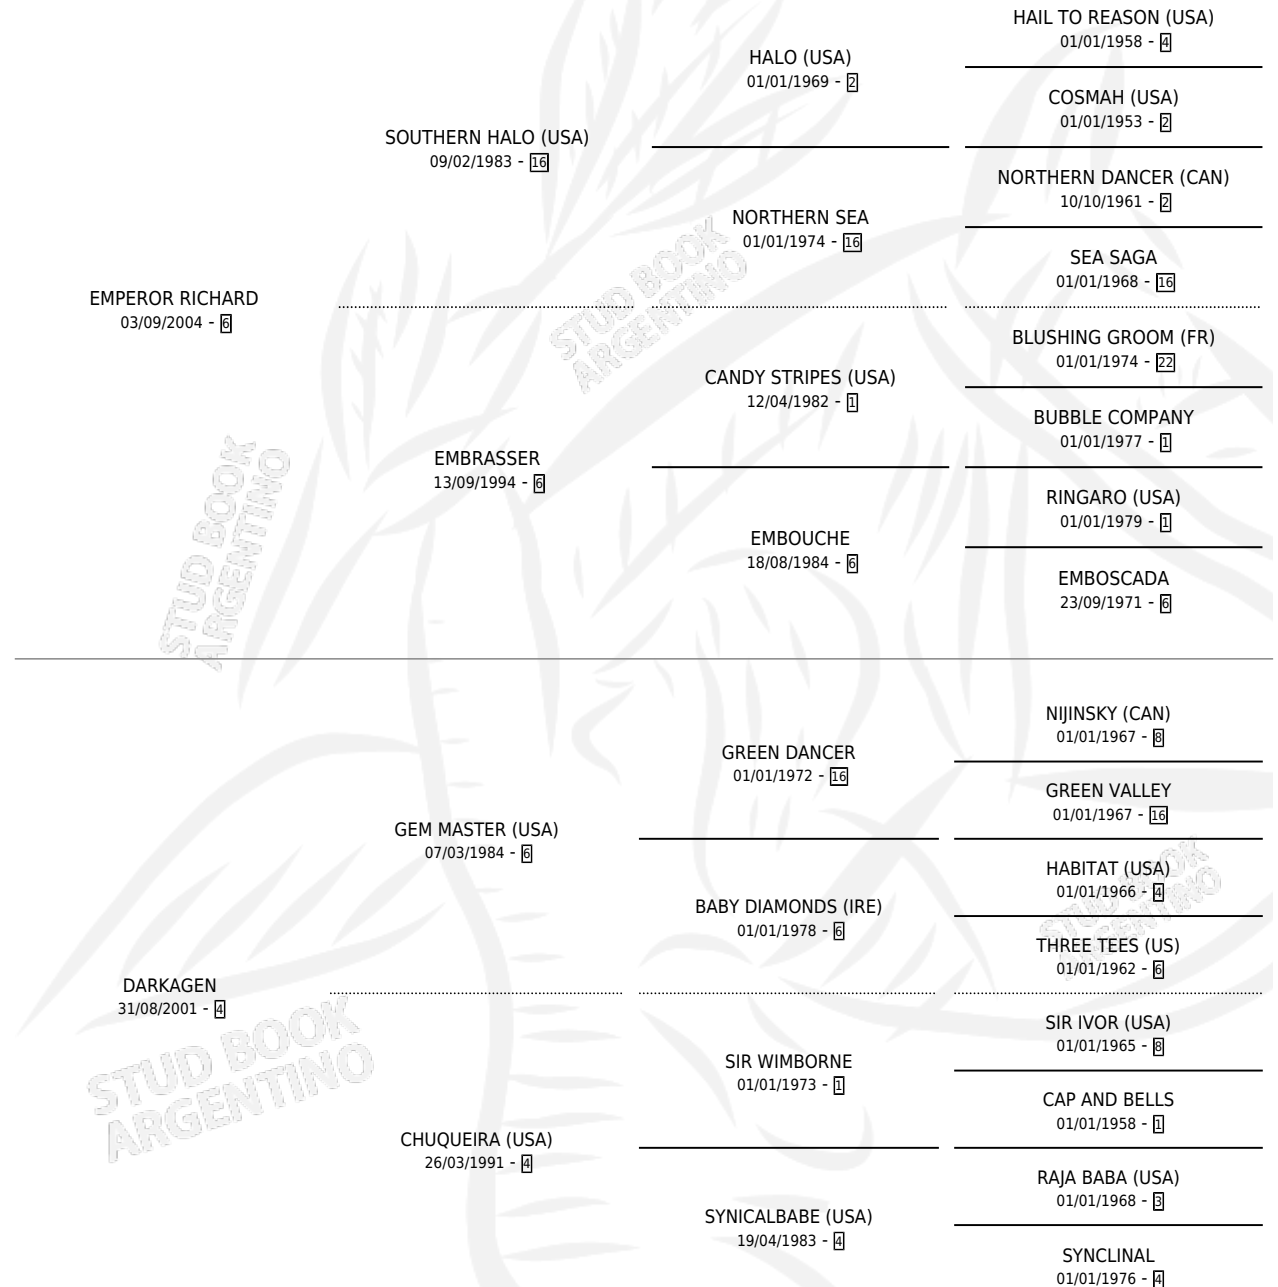 HAIL TO REASON (USA)
01/01/1958 - 4
HALO (USA)
01/01/1969 - 2
COSMAH (USA)
01/01/1953 - 2
SOUTHERN HALO (USA)
09/02/1983 - 16
NORTHERN DANCER (CAN)
10/10/1961 - 2
NORTHERN SEA
01/01/1974 - 16
SEA SAGA
01/01/1968 - 16
EMPEROR RICHARD
03/09/2004 - 6
BLUSHING GROOM (FR)
01/01/1974 - 22
CANDY STRIPES (USA)
12/04/1982 - 1
BUBBLE COMPANY
01/01/1977 - 1
EMBRASSER
13/09/1994 - 6
RINGARO (USA)
01/01/1979 - 1
EMBOUCHE
18/08/1984 - 6
EMBOSCADA
23/09/1971 - 6
STUD BOOK
ARGENTINO
STUD BOOK
ARGENTINO
NIJINSKY (CAN)
01/01/1967 - 8
GREEN DANCER
01/01/1972 - 16
GREEN VALLEY
01/01/1967 - 16
GEM MASTER (USA)
07/03/1984 - 6
HABITAT (USA)
01/01/1966 - 4
BABY DIAMONDS (IRE)
01/01/1978 - 6
THREE TEES (US)
01/01/1962 - 6
DARKAGEN
31/08/2001 - 4
SIR IVOR (USA)
01/01/1965 - 8
SIR WIMBORNE
01/01/1973 - 1
CAP AND BELLS
01/01/1958 - 1
CHUQUEIRA (USA)
26/03/1991 - 4
RAJA BABA (USA)
01/01/1968 - 3
SYNICALBABE (USA)
19/04/1983 - 4
SYNCLINAL
01/01/1976 - 4
STUD BOOK
ARGENTINO
STUD BOOK
ARGENTINO